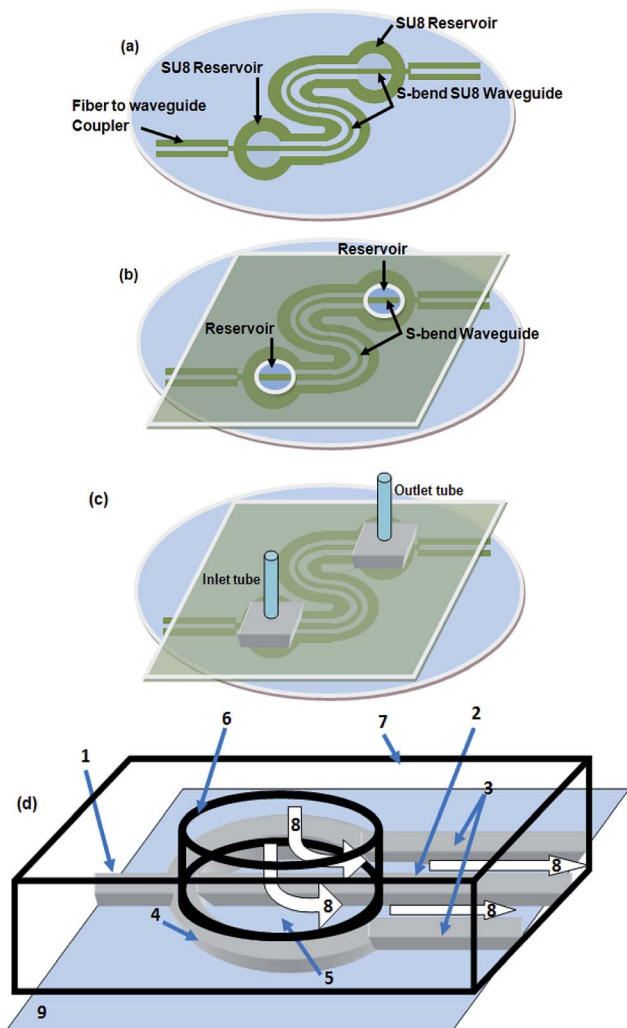 (a)
SU8 Reservoir
SU8 Reservoir
S-bend SU8 Waveguide
Fiber to waveguide
Coupler
(b)
Reservoir
Reservoir
S-bend Waveguide
(c)
Outlet tube
Inlet tube
(d)
1
6
7
2
3
8
8
8
8
4
5
9